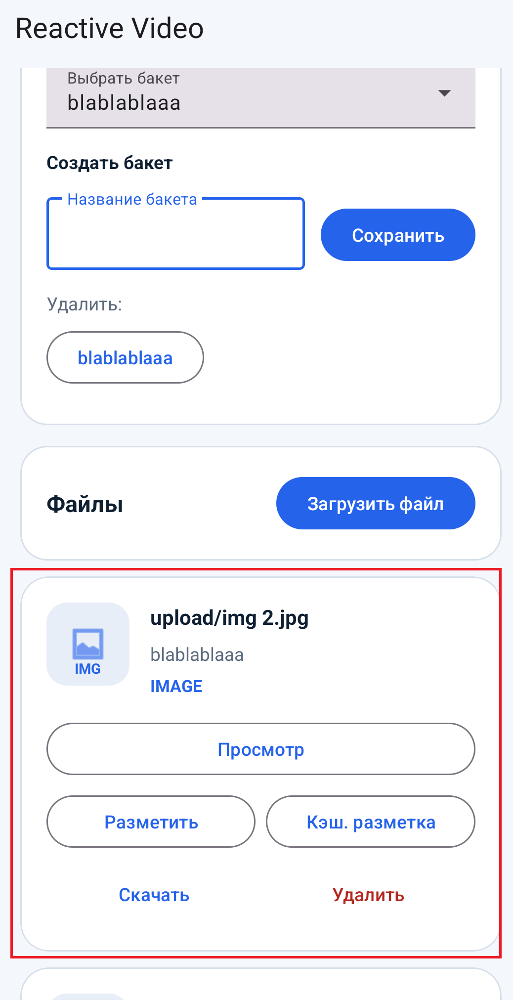 Reactive Video
Выбрать бакет
blablablaaa
Создать бакет
Название бакета
Сохранить
Удалить:
blablablaaa
Файлы
Загрузить файл
upload/img 2.jpg
blablablaaa
IMG
IMAGE
Просмотр
Разметить
Кэш. разметка
Скачать
Удалить